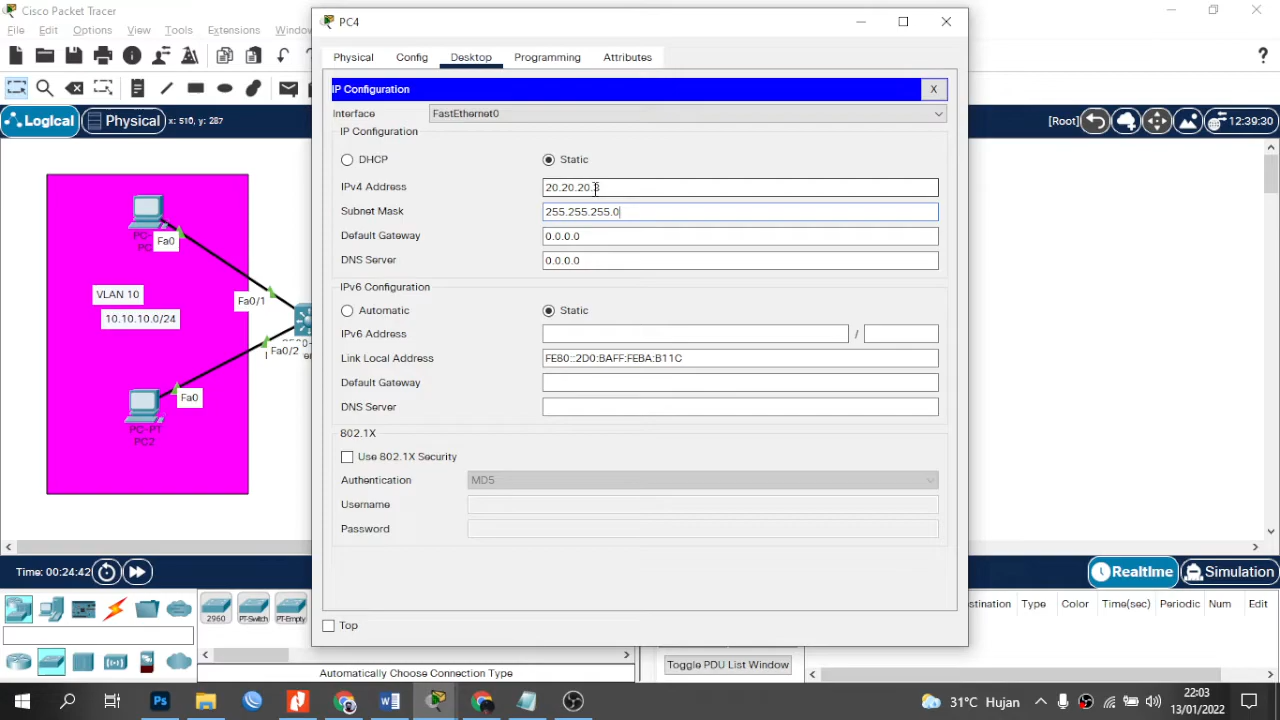 Cisco Packet Tracer
File Edit Options View Tools Extensions Window
Logical Physical x: 510, y: 287
[Root] 12:39:30
PC4
Physical Config Desktop Programming Attributes
IP Configuration X
Interface FastEthernet0
IP Configuration
DHCP Static
IPv4 Address 20.20.20.
Subnet Mask 255.255.255.0
Default Gateway 0.0.0.0
DNS Server 0.0.0.0
IPv6 Configuration
Automatic Static
IPv6 Address /
Link Local Address FE80::2D0:BAFF:FEBA:B11C
Default Gateway
DNS Server
802.1X
Use 802.1X Security
Authentication MD5
Username
Password
Top
Fa0
Fa0/1
VLAN 10
10.10.10.0/24
Fa0/2
Fa0
PC-PT
PC2
Time: 00:24:42
Realtime Simulation
2960 PT-Switch PT-Empty
stination Type Color Time(sec) Periodic Num Edit
Automatically Choose Connection Type
Toggle PDU List Window
31°C Hujan
22:03
13/01/2022